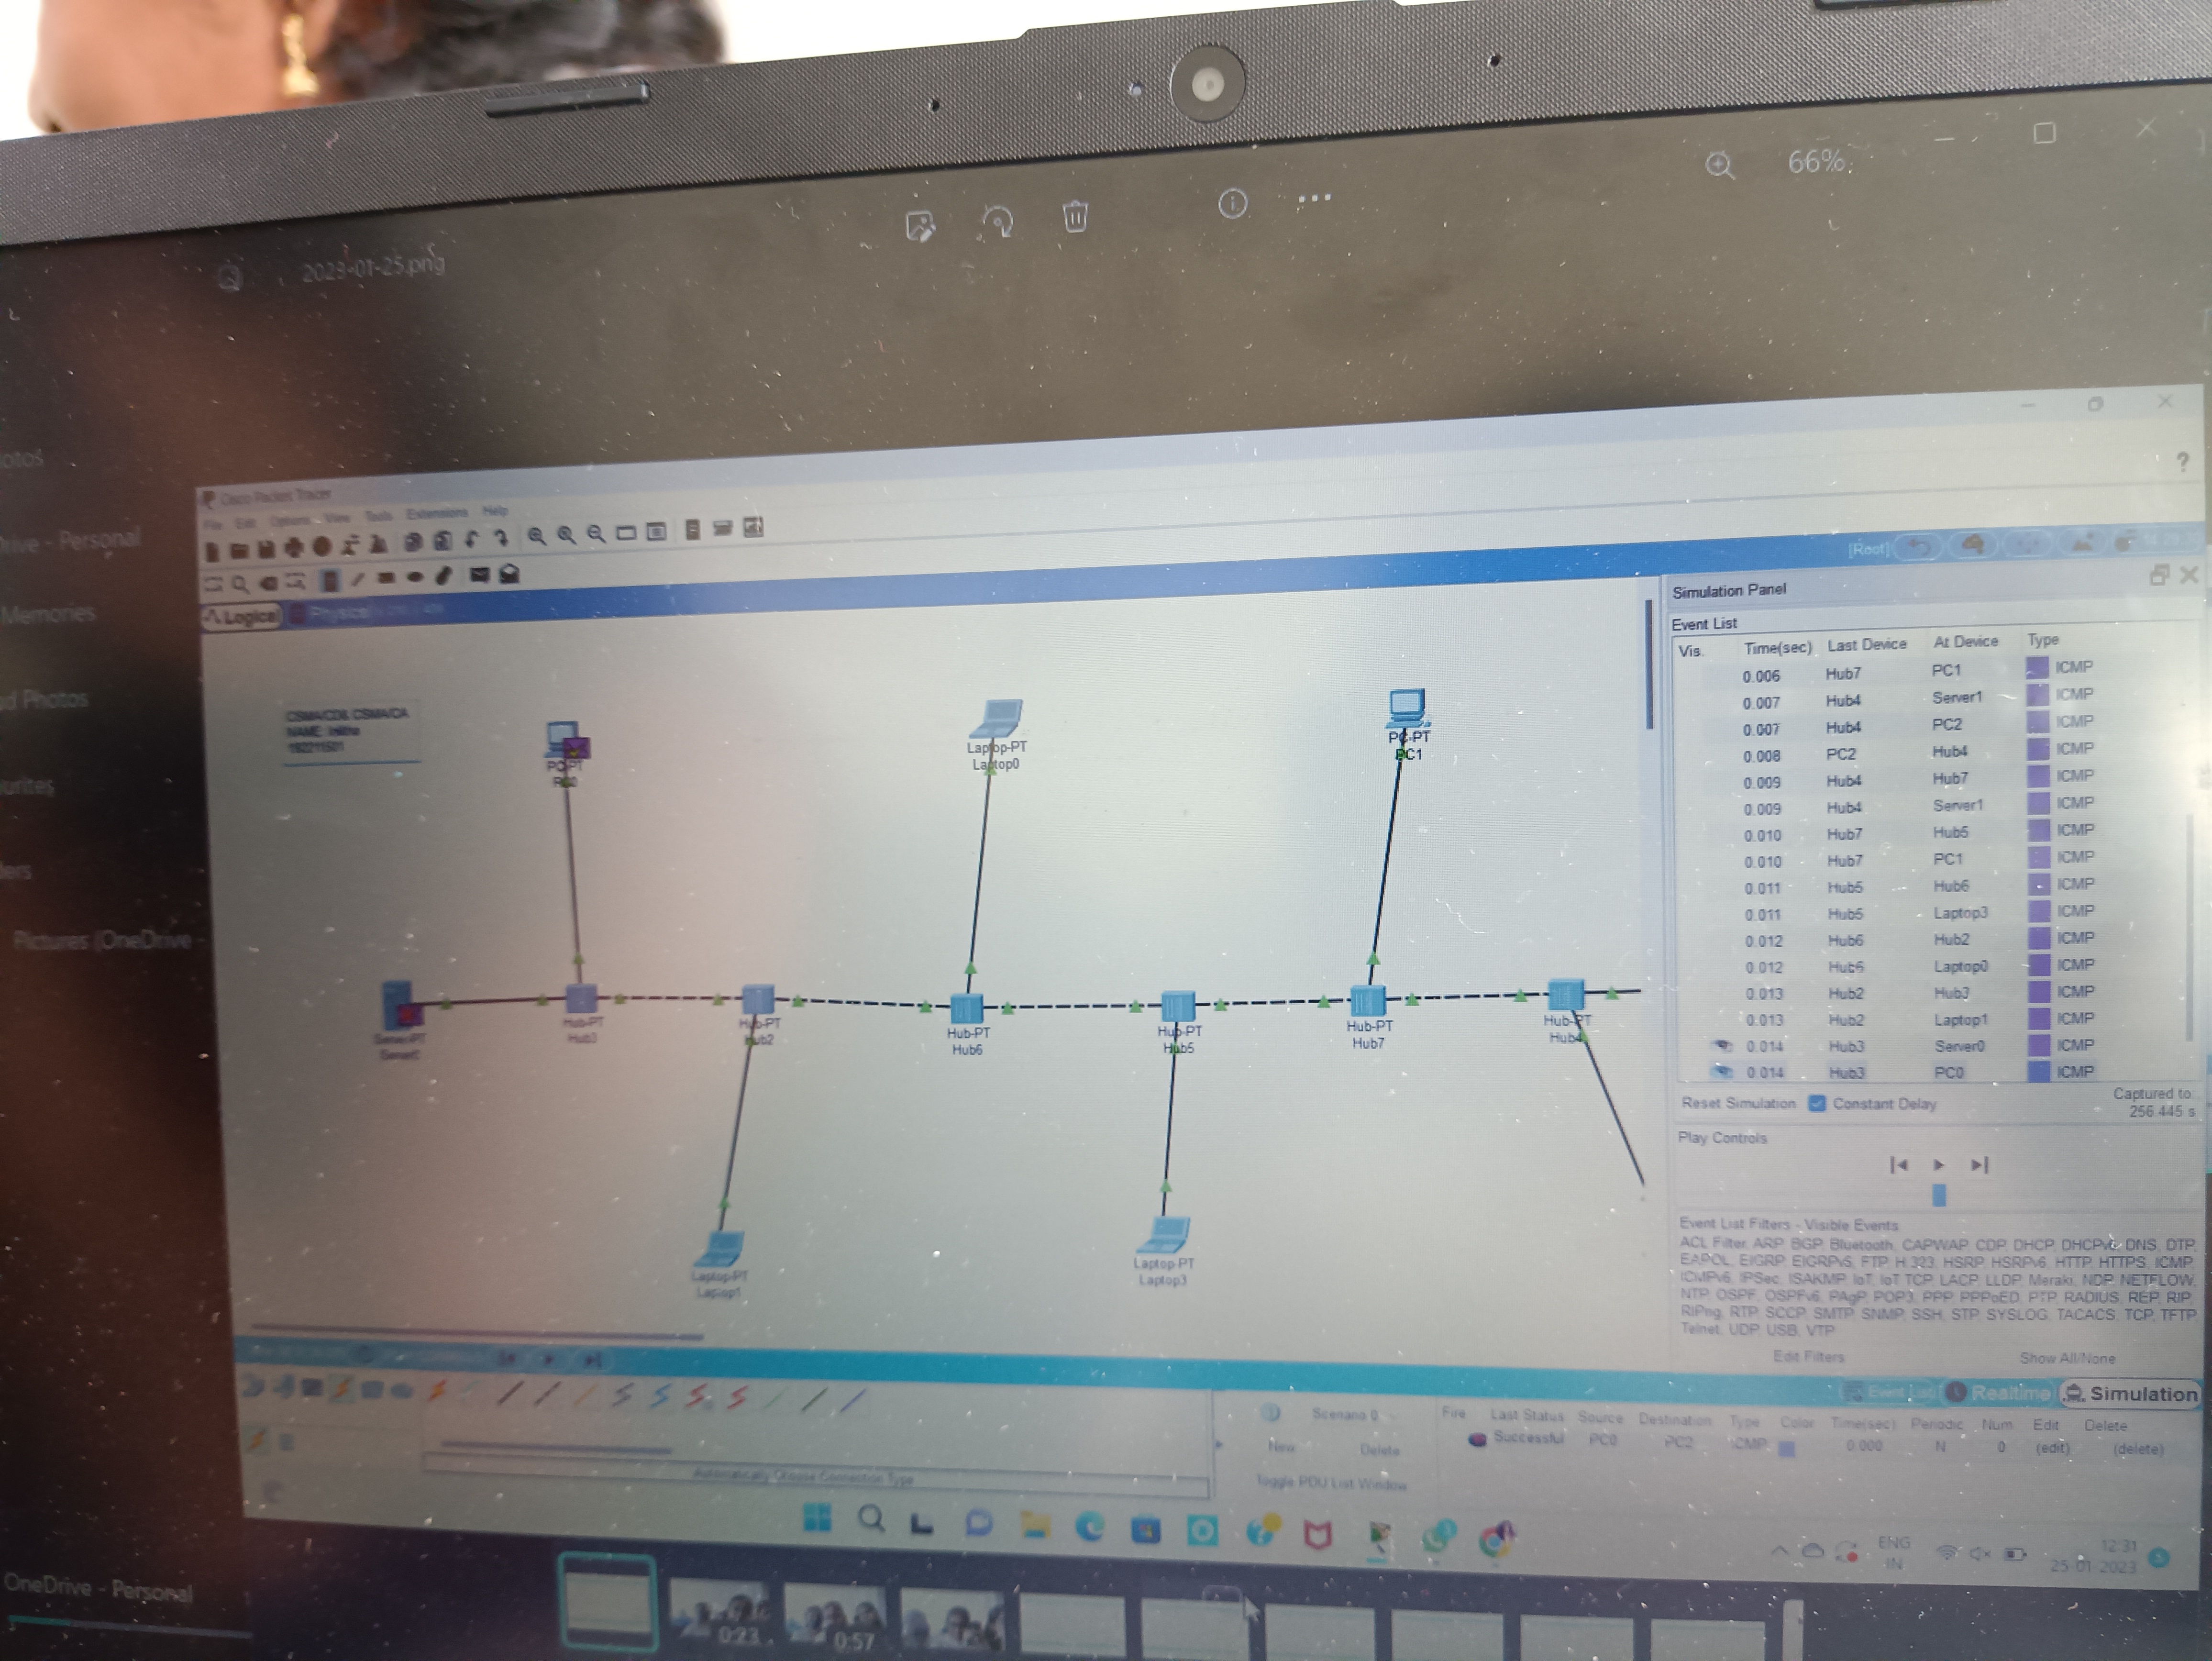 66%
2023-01-25.png
Drive - Personal
Memories
Photos
Pictures (OneDrive -
OneDrive - Personal
Cisco Packet Tracer
File Edit Options View Tools Extensions Help
[Root]
Logical
Physical
CSMA/CD& CSMA/CA
NAME:
PC-PT
Laptop-PT
Laptop0
PC-PT
PC1
Hub-PT
Hub3
Hub-PT
Hub2
Hub-PT
Hub6
Hub-PT
Hub5
Hub-PT
Hub7
Hub-PT
Hub4
Laptop-PT
Laptop1
Laptop-PT
Laptop3
Simulation Panel
Event List
Vis. Time(sec) Last Device At Device Type
0.006 Hub7 PC1 ICMP
0.007 Hub4 Server1 ICMP
0.007 Hub4 PC2 ICMP
0.008 PC2 Hub4 ICMP
0.009 Hub4 Hub7 ICMP
0.009 Hub4 Server1 ICMP
0.010 Hub7 Hub5 ICMP
0.010 Hub7 PC1 ICMP
0.011 Hub5 Hub6 ICMP
0.011 Hub5 Laptop3 ICMP
0.012 Hub6 Hub2 ICMP
0.012 Hub6 Laptop0 ICMP
0.013 Hub2 Hub3 ICMP
0.013 Hub2 Laptop1 ICMP
0.014 Hub3 Server0 ICMP
0.014 Hub3 PC0 ICMP
Reset Simulation Constant Delay
Captured to:
256.445 s
Play Controls
Event List Filters - Visible Events
ACL Filter, ARP, BGP, Bluetooth, CAPWAP, CDP, DHCP, DHCPv6, DNS, DTP,
EAPOL, EIGRP, EIGRPv6, FTP, H.323, HSRP, HSRPv6, HTTP, HTTPS, ICMP,
ICMPv6, IPSec, ISAKMP, IoT, IoT TCP, LACP, LLDP, Meraki, NDP, NETFLOW,
NTP, OSPF, OSPFv6, PAgP, POP3, PPP, PPPoED, PTP, RADIUS, REP, RIP,
RIPng, RTP, SCCP, SMTP, SNMP, SSH, STP, SYSLOG, TACACS, TCP, TFTP,
Telnet, UDP, USB, VTP
Edit Filters Show All/None
Event List Realtime Simulation
Scenario 0
New Delete
Toggle PDU List Window
Fire Last Status Source Destination Type Color Time(sec) Periodic Num Edit Delete
Successful PC0 PC2 ICMP 0.000 N 0 (edit) (delete)
Automatically Choose Connection Type
ENG
IN
12:31
25-01-2023
0:23
0:57